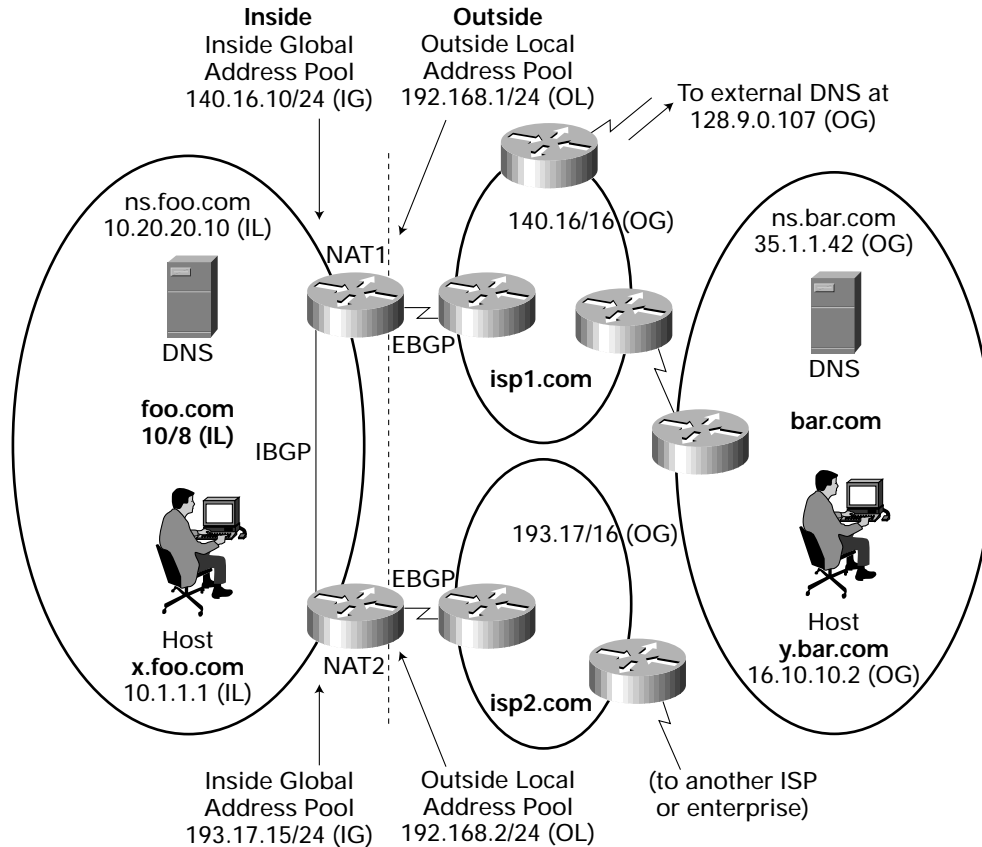 Inside
Inside Global
Address Pool
140.16.10/24 (IG)
Outside
Outside Local
Address Pool
192.168.1/24 (OL)
To external DNS at
128.9.0.107 (OG)
ns.foo.com
10.20.20.10 (IL)
DNS
foo.com
10/8 (IL)
Host
x.foo.com
10.1.1.1 (IL)
NAT1
IBGP
NAT2
EBGP
140.16/16 (OG)
isp1.com
EBGP
193.17/16 (OG)
isp2.com
ns.bar.com
35.1.1.42 (OG)
DNS
bar.com
Host
y.bar.com
16.10.10.2 (OG)
Inside Global
Address Pool
193.17.15/24 (IG)
Outside Local
Address Pool
192.168.2/24 (OL)
(to another ISP
or enterprise)